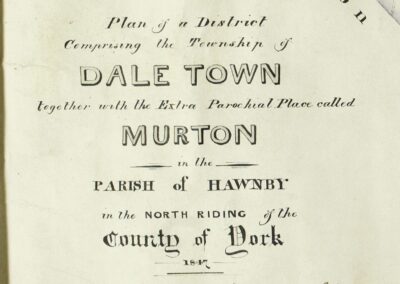 Plan of a District
Comprising the Township of
DALE TOWN
together with the Extra Parochial Place called
MURTON
in the
PARISH of HAWNBY
in the NORTH RIDING of the
County of York